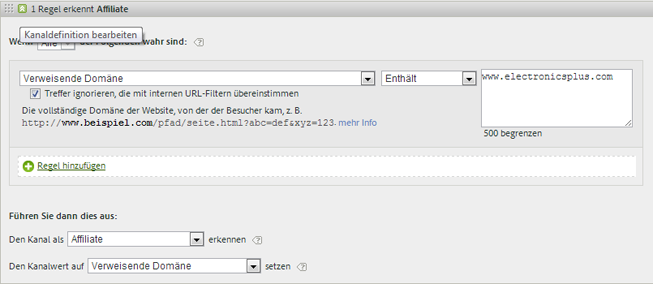 1 Regel erkennt Affiliate
Kanaldefinition bearbeiten
Wenn Alle der Folgenden wahr sind:
Verweisende Domäne Enthält www.electronicsplus.com
Treffer ignorieren, die mit internen URL-Filtern übereinstimmen
Die vollständige Domäne der Website, von der der Besucher kam, z. B.
http://www.beispiel.com/pfad/seite.html?abc=def&xyz=123. mehr Info
500 begrenzen
Regel hinzufügen
Führen Sie dann dies aus:
Den Kanal als Affiliate erkennen
Den Kanalwert auf Verweisende Domäne setzen